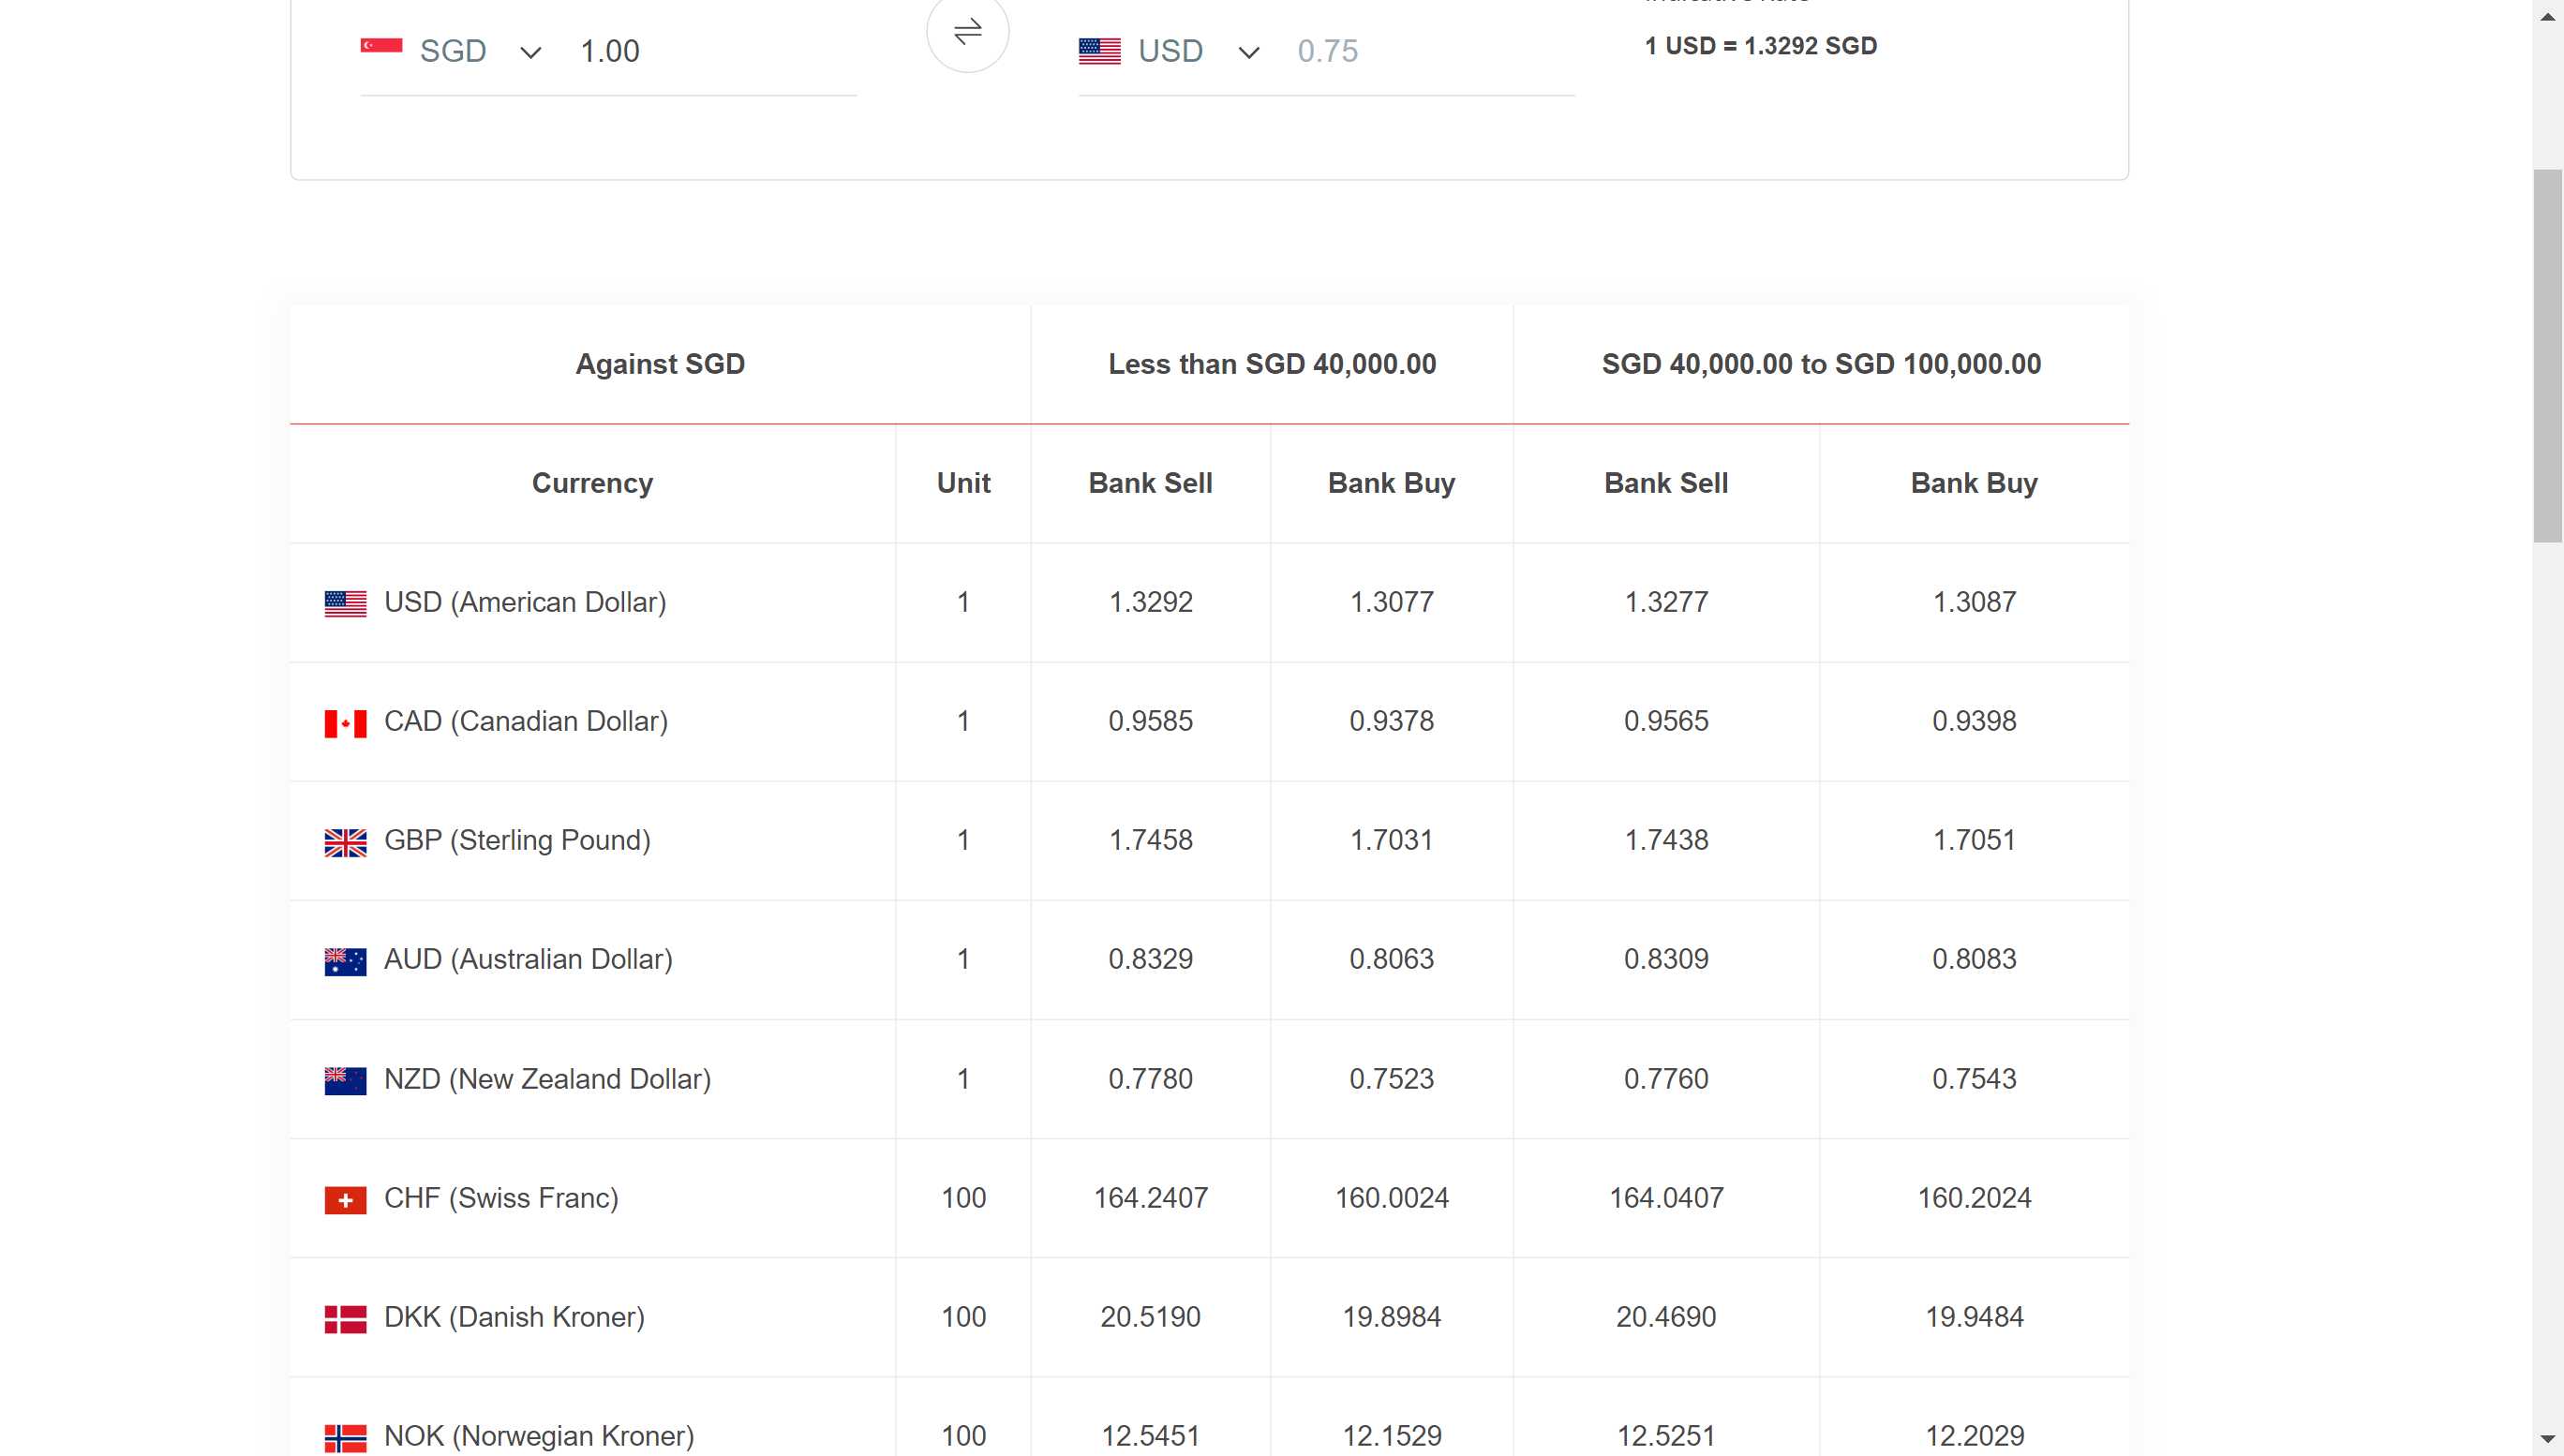 SGD 1.00 USD 0.75
1 USD = 1.3292 SGD
Against SGD Less than SGD 40,000.00 SGD 40,000.00 to SGD 100,000.00
Currency Unit Bank Sell Bank Buy Bank Sell Bank Buy
USD (American Dollar) 1 1.3292 1.3077 1.3277 1.3087
CAD (Canadian Dollar) 1 0.9585 0.9378 0.9565 0.9398
GBP (Sterling Pound) 1 1.7458 1.7031 1.7438 1.7051
AUD (Australian Dollar) 1 0.8329 0.8063 0.8309 0.8083
NZD (New Zealand Dollar) 1 0.7780 0.7523 0.7760 0.7543
CHF (Swiss Franc) 100 164.2407 160.0024 164.0407 160.2024
DKK (Danish Kroner) 100 20.5190 19.8984 20.4690 19.9484
NOK (Norwegian Kroner) 100 12.5451 12.1529 12.5251 12.2029